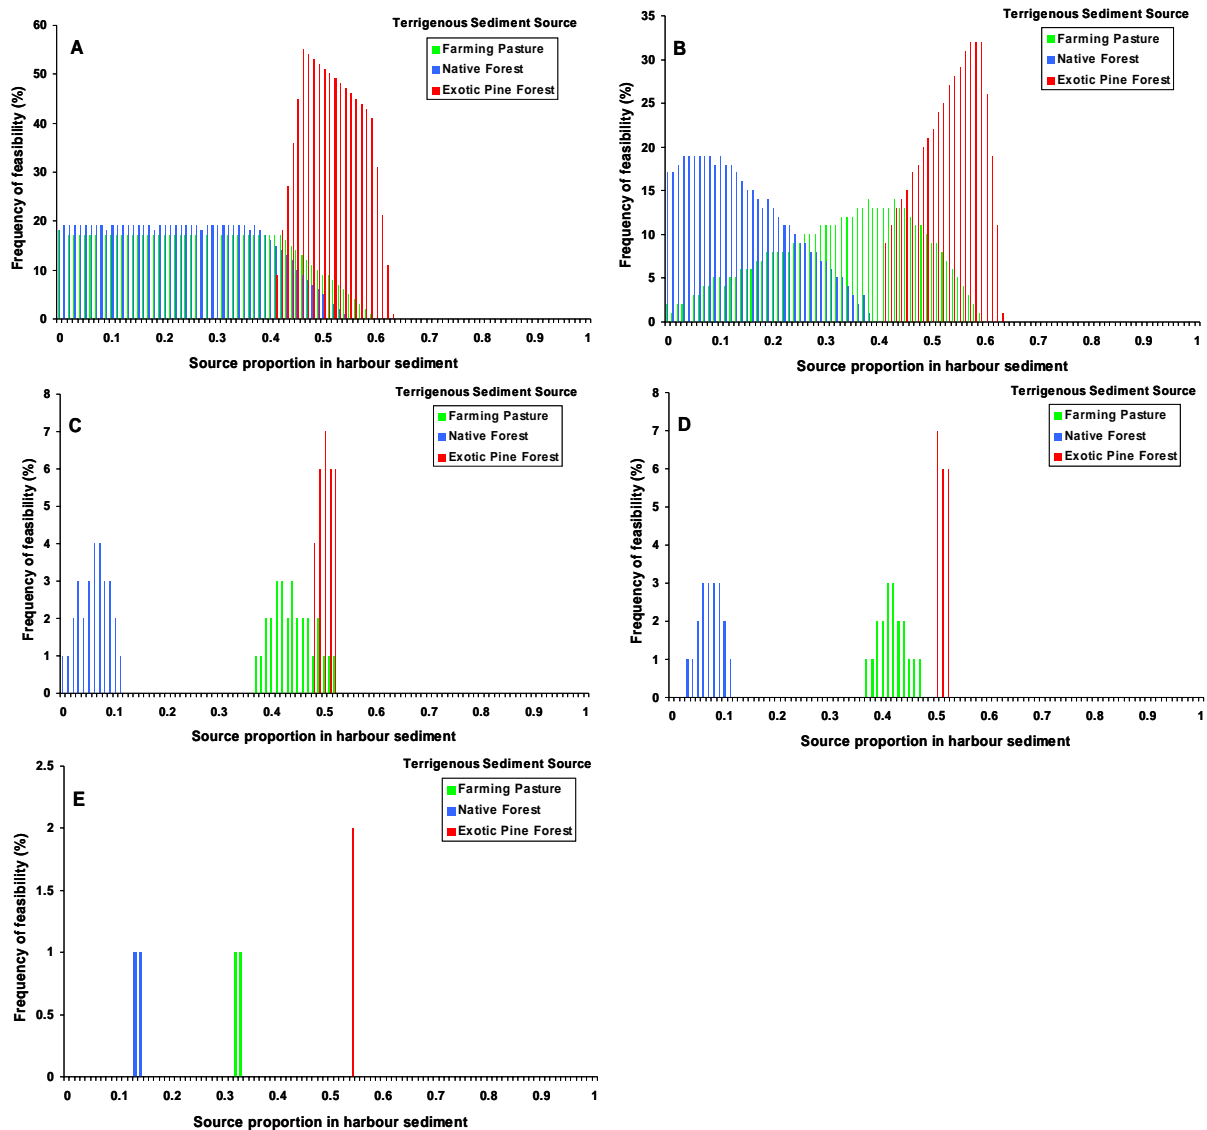 Terrigenous Sediment Source
A
Farming Pasture
Native Forest
Exotic Pine Forest
Frequency of feasibility (%)
60
50
40
30
20
10
0
0 0.1 0.2 0.3 0.4 0.5 0.6 0.7 0.8 0.9 1
Source proportion in harbour sediment
Terrigenous Sediment Source
B
Farming Pasture
Native Forest
Exotic Pine Forest
Frequency of feasibility (%)
35
30
25
20
15
10
5
0
0 0.1 0.2 0.3 0.4 0.5 0.6 0.7 0.8 0.9 1
Source proportion in harbour sediment
Terrigenous Sediment Source
C
Farming Pasture
Native Forest
Exotic Pine Forest
Frequency of feasibility (%)
8
7
6
5
4
3
2
1
0
0 0.1 0.2 0.3 0.4 0.5 0.6 0.7 0.8 0.9 1
Source proportion in harbour sediment
Terrigenous Sediment Source
D
Farming Pasture
Native Forest
Exotic Pine Forest
Frequency of feasibility (%)
8
7
6
5
4
3
2
1
0
0 0.1 0.2 0.3 0.4 0.5 0.6 0.7 0.8 0.9 1
Source proportion in harbour sediment
Terrigenous Sediment Source
E
Farming Pasture
Native Forest
Exotic Pine Forest
Frequency of feasibility (%)
2.5
2
1.5
1
0.5
0
0 0.1 0.2 0.3 0.4 0.5 0.6 0.7 0.8 0.9 1
Source proportion in harbour sediment